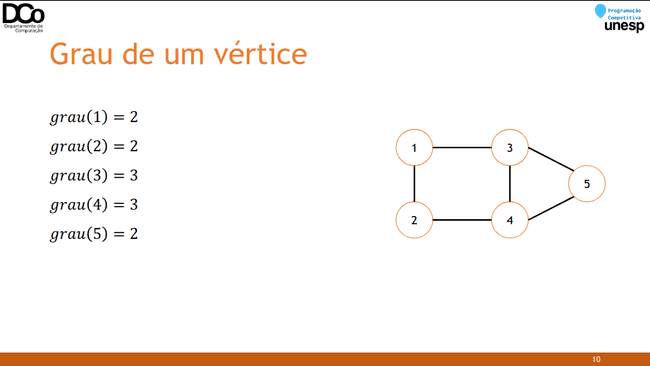 DCo
Departamento de
Computação
Programação
Competitiva
unesp
Grau de um vértice
grau(1) = 2
grau(2) = 2
grau(3) = 3
grau(4) = 3
grau(5) = 2
1
3
5
2
4
10